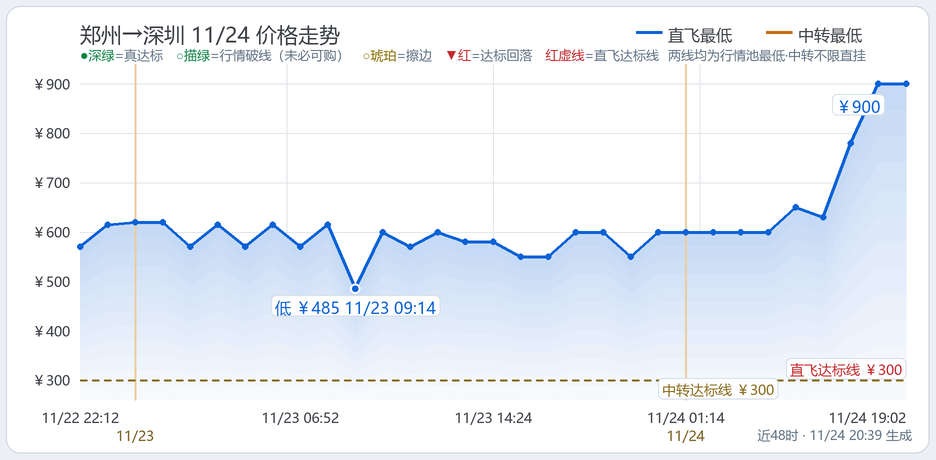 郑州→深圳 11/24 价格走势
直飞最低
中转最低
●深绿=真达标 ○描绿=行情破线（未必可购） ○琥珀=擦边 ▼红=达标回落 红虚线=直飞达标线 两线均为行情池最低·中转不限直挂
¥900
¥800
¥700
¥600
¥500
¥400
¥300
¥900
低 ¥485 11/23 09:14
直飞达标线 ¥300
中转达标线 ¥300
11/22 22:12
11/23 06:52
11/23 14:24
11/24 01:14
11/24 19:02
11/23
11/24
近48时 · 11/24 20:39 生成